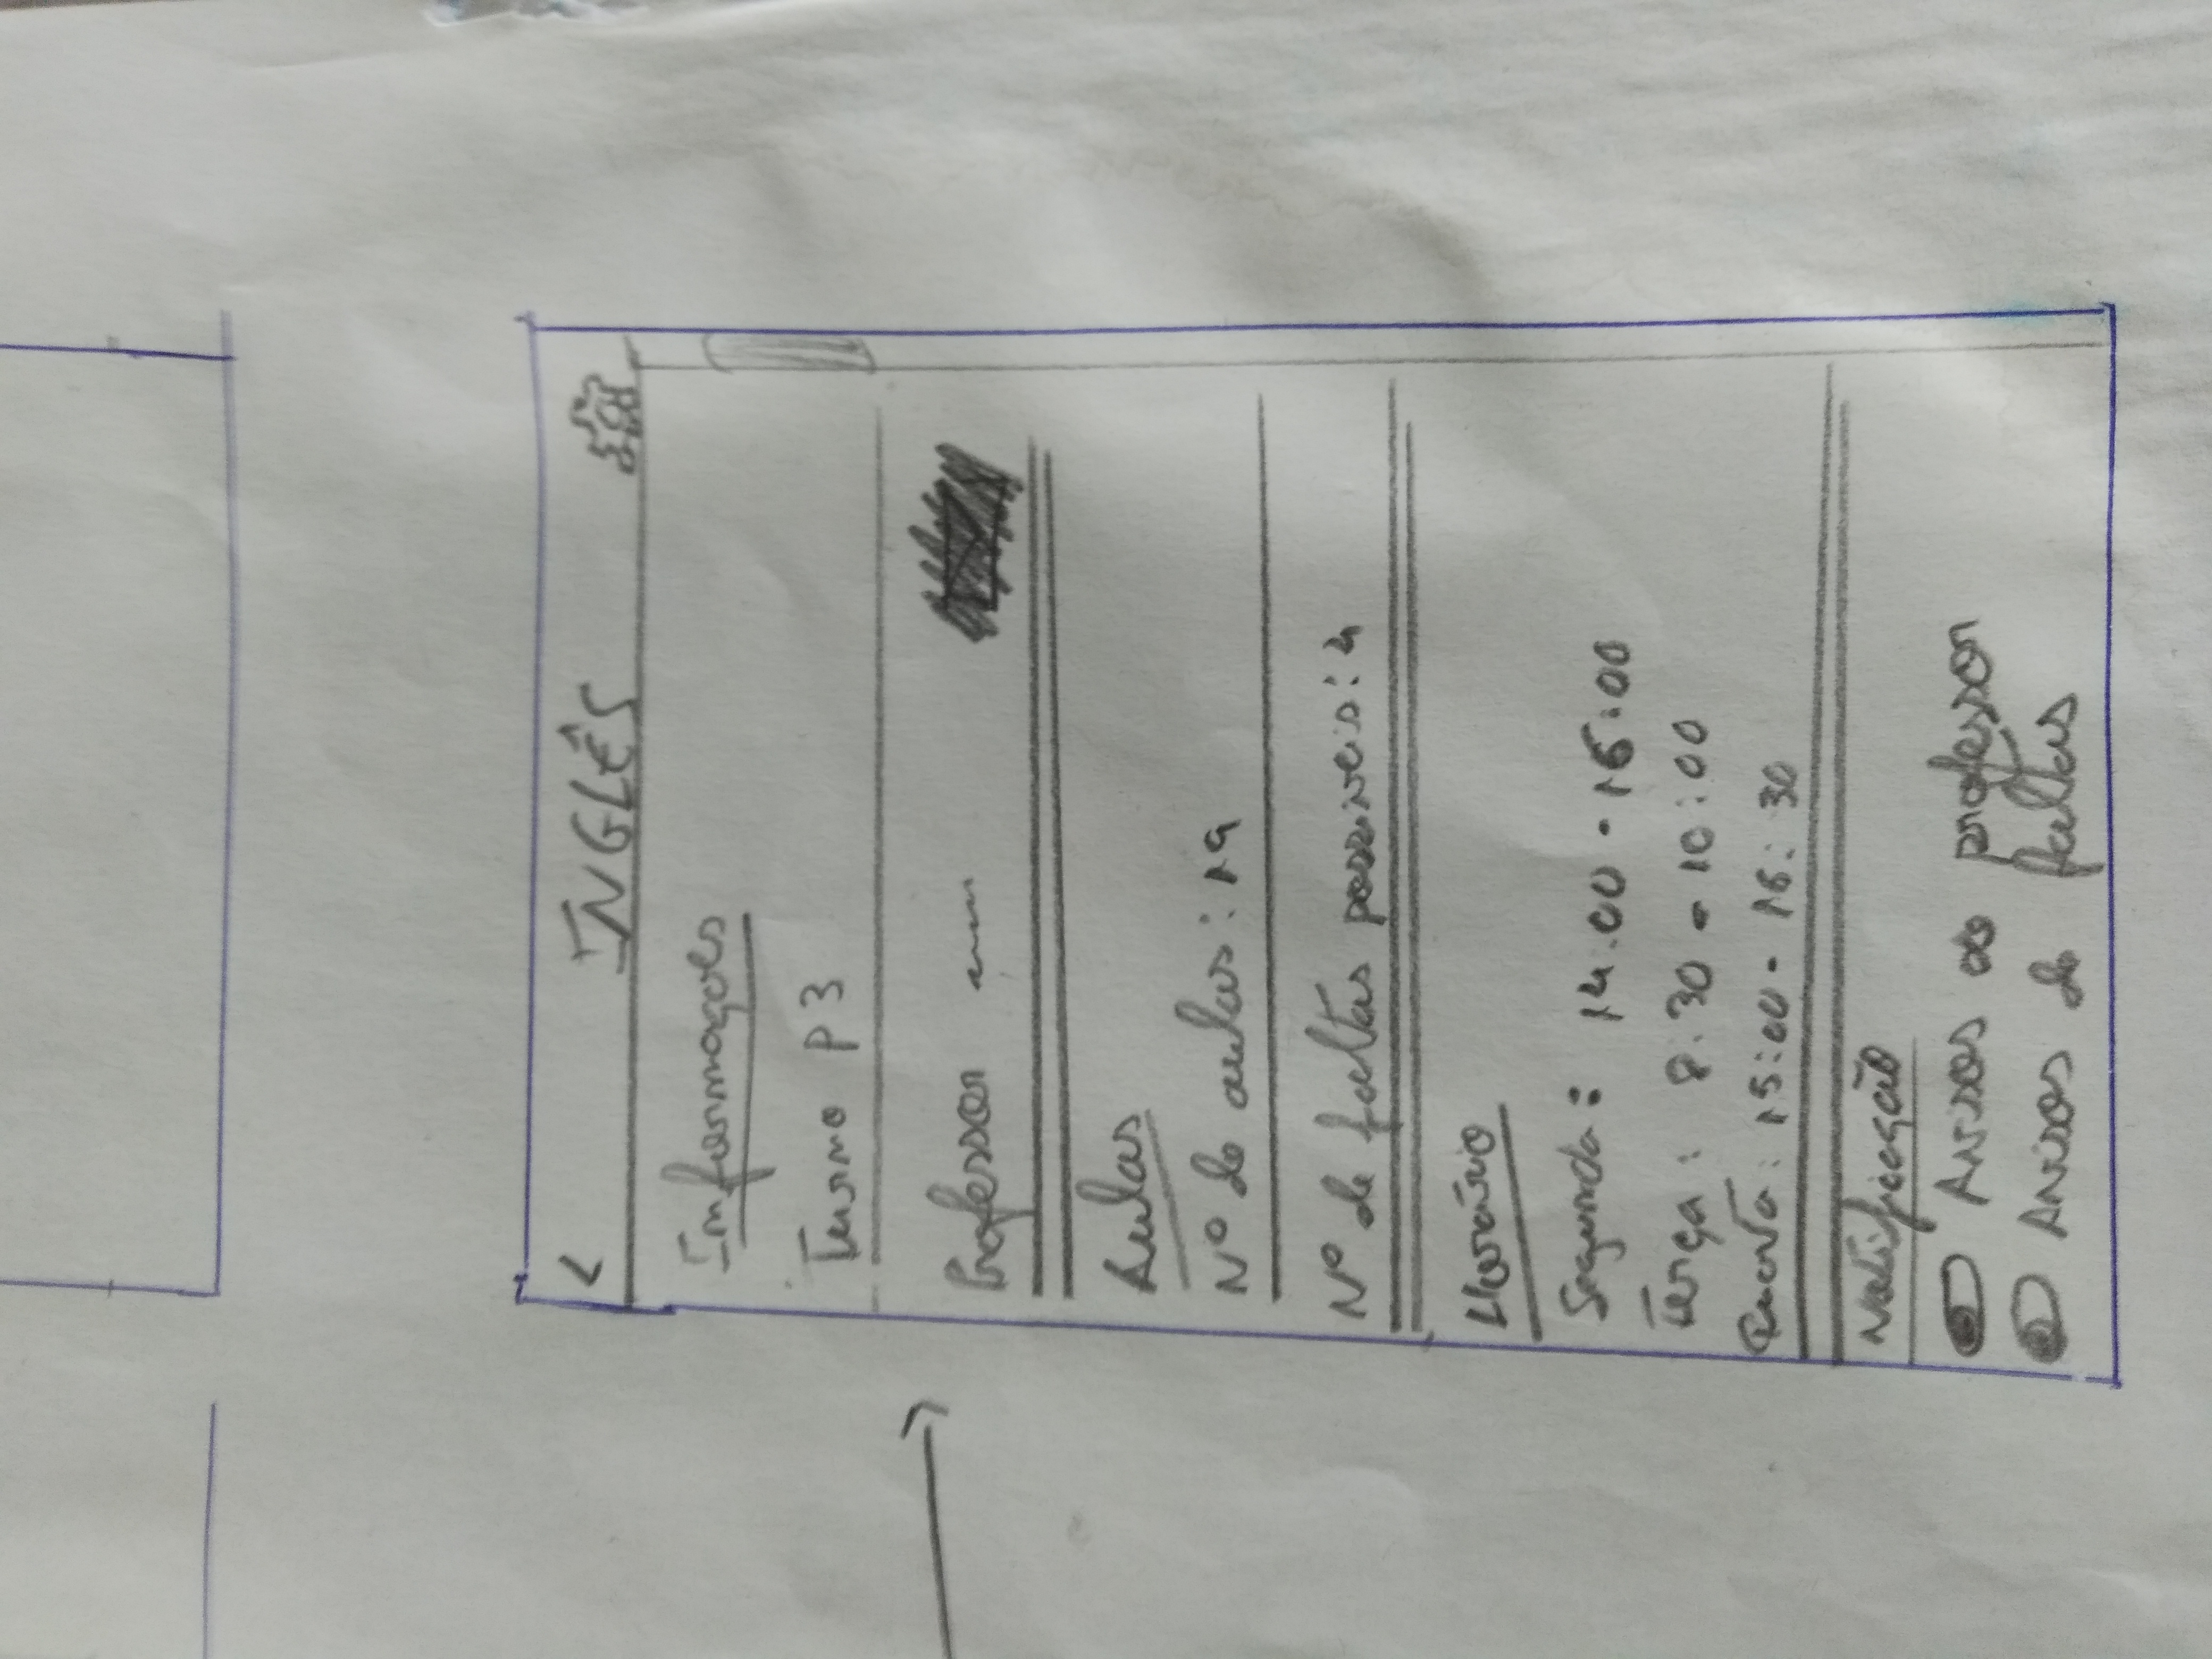 <
INGLÊS
Informações
Turma P3
Professor
Aulas
Nº de aulas: 19
Nº de faltas possíveis: 4
Horário
Segunda: 14:00 - 16:00
Terça: 8:30 - 10:00
Quarta: 15:00 - 16:30
Notificação
Avisos do professor
Avisos de faltas